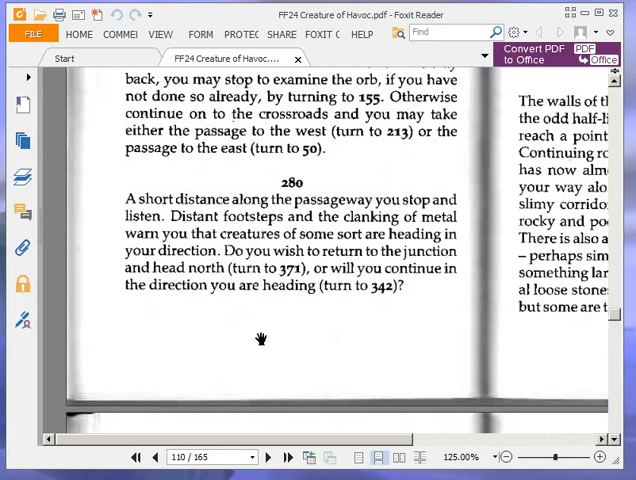 FF24 Creature of Havoc.pdf - Foxit Reader
FILE HOME COMMEI VIEW FORM PROTEC SHARE FOXIT C HELP Find
Start FF24 Creature of Havoc.... Convert PDF to Office PDF Office
back, you may stop to examine the orb, if you have
not done so already, by turning to 155. Otherwise
continue on to the crossroads and you may take
either the passage to the west (turn to 213) or the
passage to the east (turn to 50).
280
A short distance along the passageway you stop and
listen. Distant footsteps and the clanking of metal
warn you that creatures of some sort are heading in
your direction. Do you wish to return to the junction
and head north (turn to 371), or will you continue in
the direction you are heading (turn to 342)?
The walls of th
the odd half-li
reach a point
Continuing ro
has now alm
your way alo
slimy corrido
rocky and po
There is also a
– perhaps sim
something lar
al loose stone
but some are t
110 / 165 125.00%